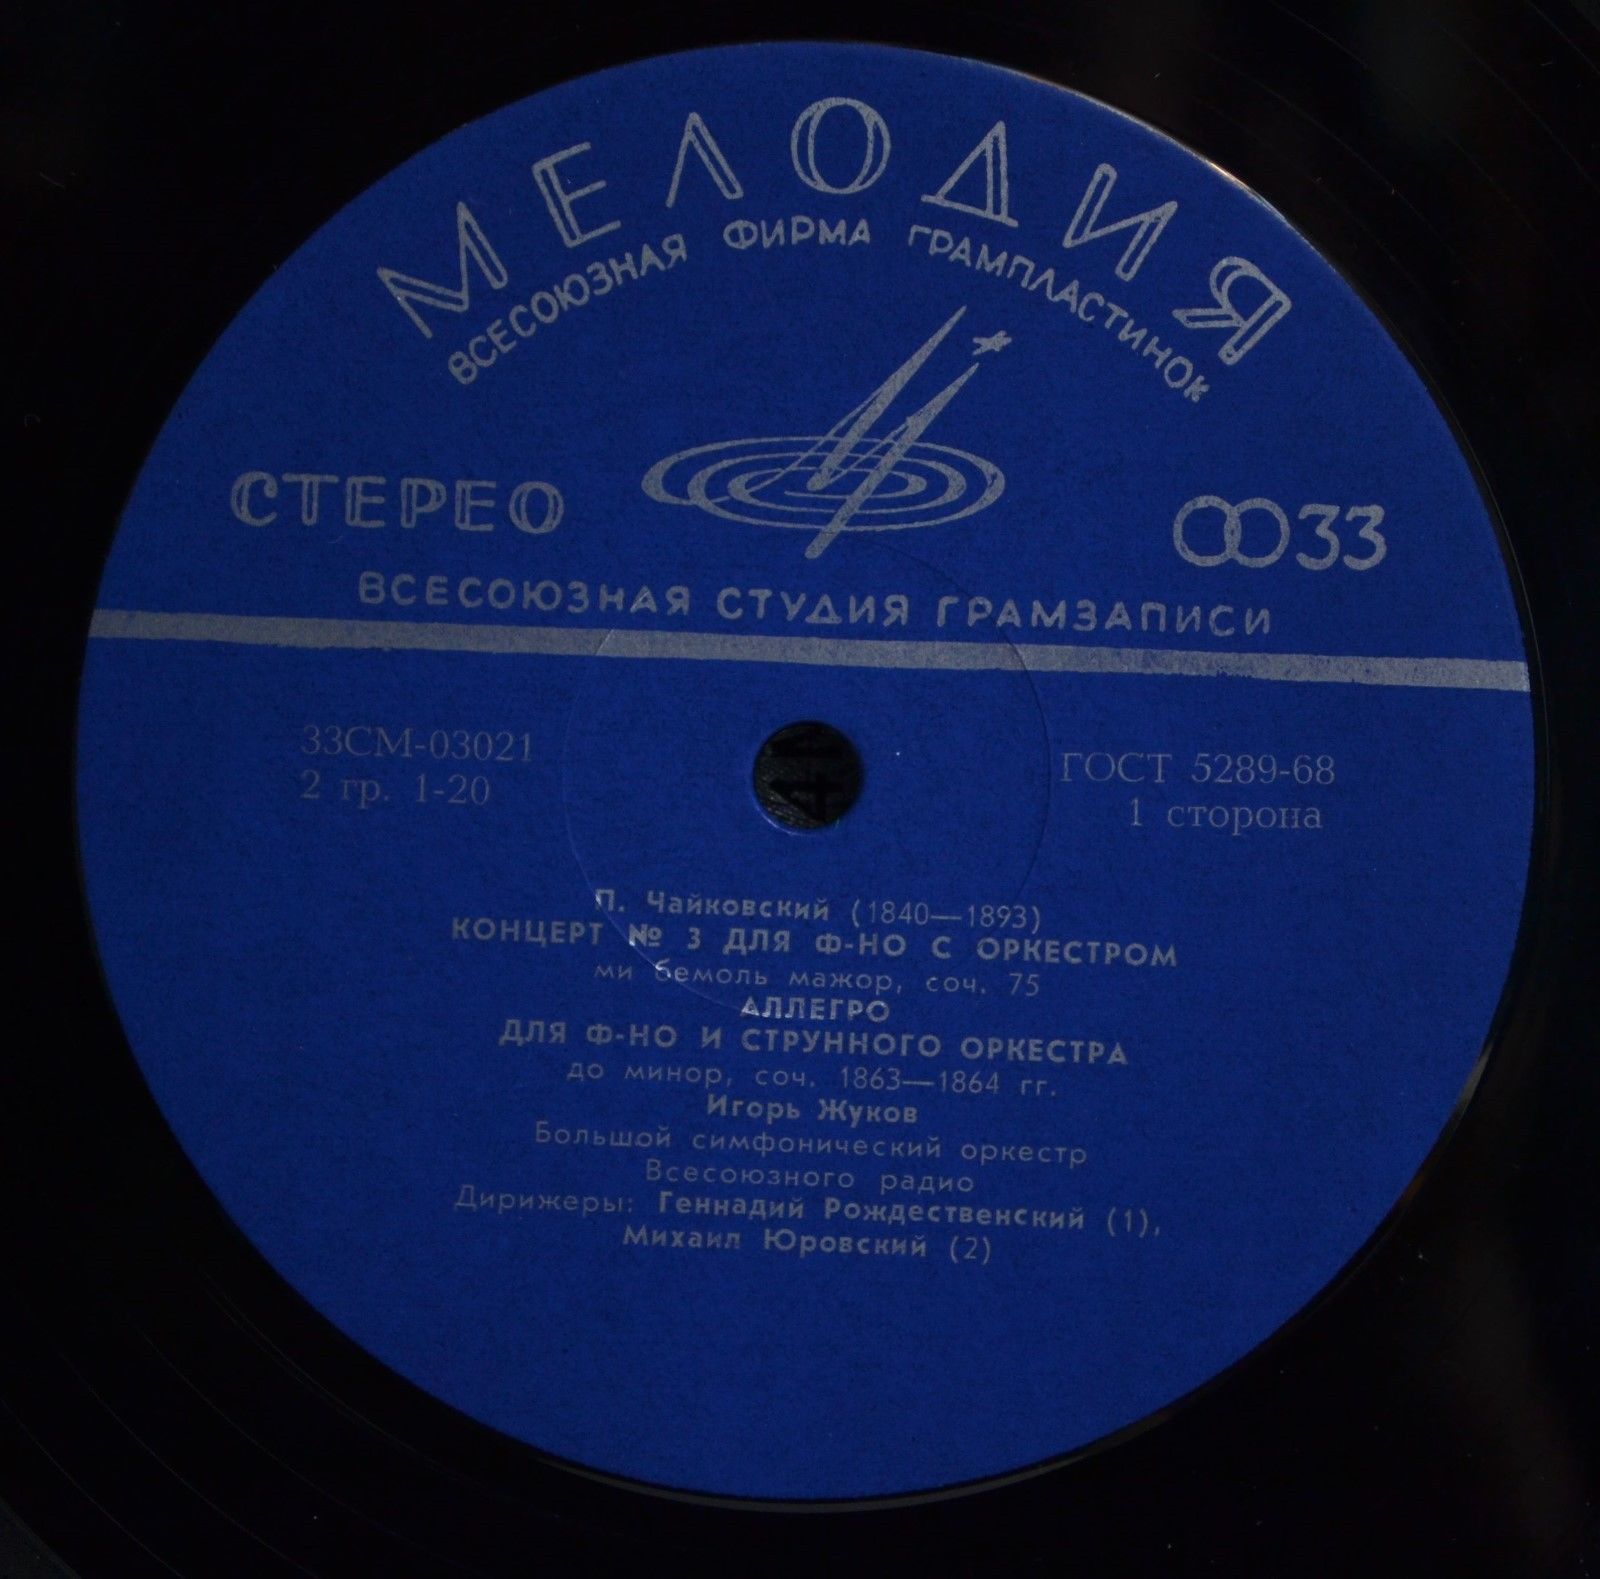 МЕЛОДИЯ
ВСЕСОЮЗНАЯ ФИРМА ГРАМПЛАСТИНОК
СТЕРЕО
33
ВСЕСОЮЗНАЯ СТУДИЯ ГРАМЗАПИСИ
33СМ-03021
2 гр. 1-20
ГОСТ 5289-68
1 сторона
П. Чайковский (1840—1893)
КОНЦЕРТ № 3 ДЛЯ Ф-НО С ОРКЕСТРОМ
ми бемоль мажор, соч. 75
АЛЛЕГРО
ДЛЯ Ф-НО И СТРУННОГО ОРКЕСТРА
до минор, соч. 1863—1864 гг.
Игорь Жуков
Большой симфонический оркестр
Всесоюзного радио
Дирижеры: Геннадий Рождественский (1),
Михаил Юровский (2)